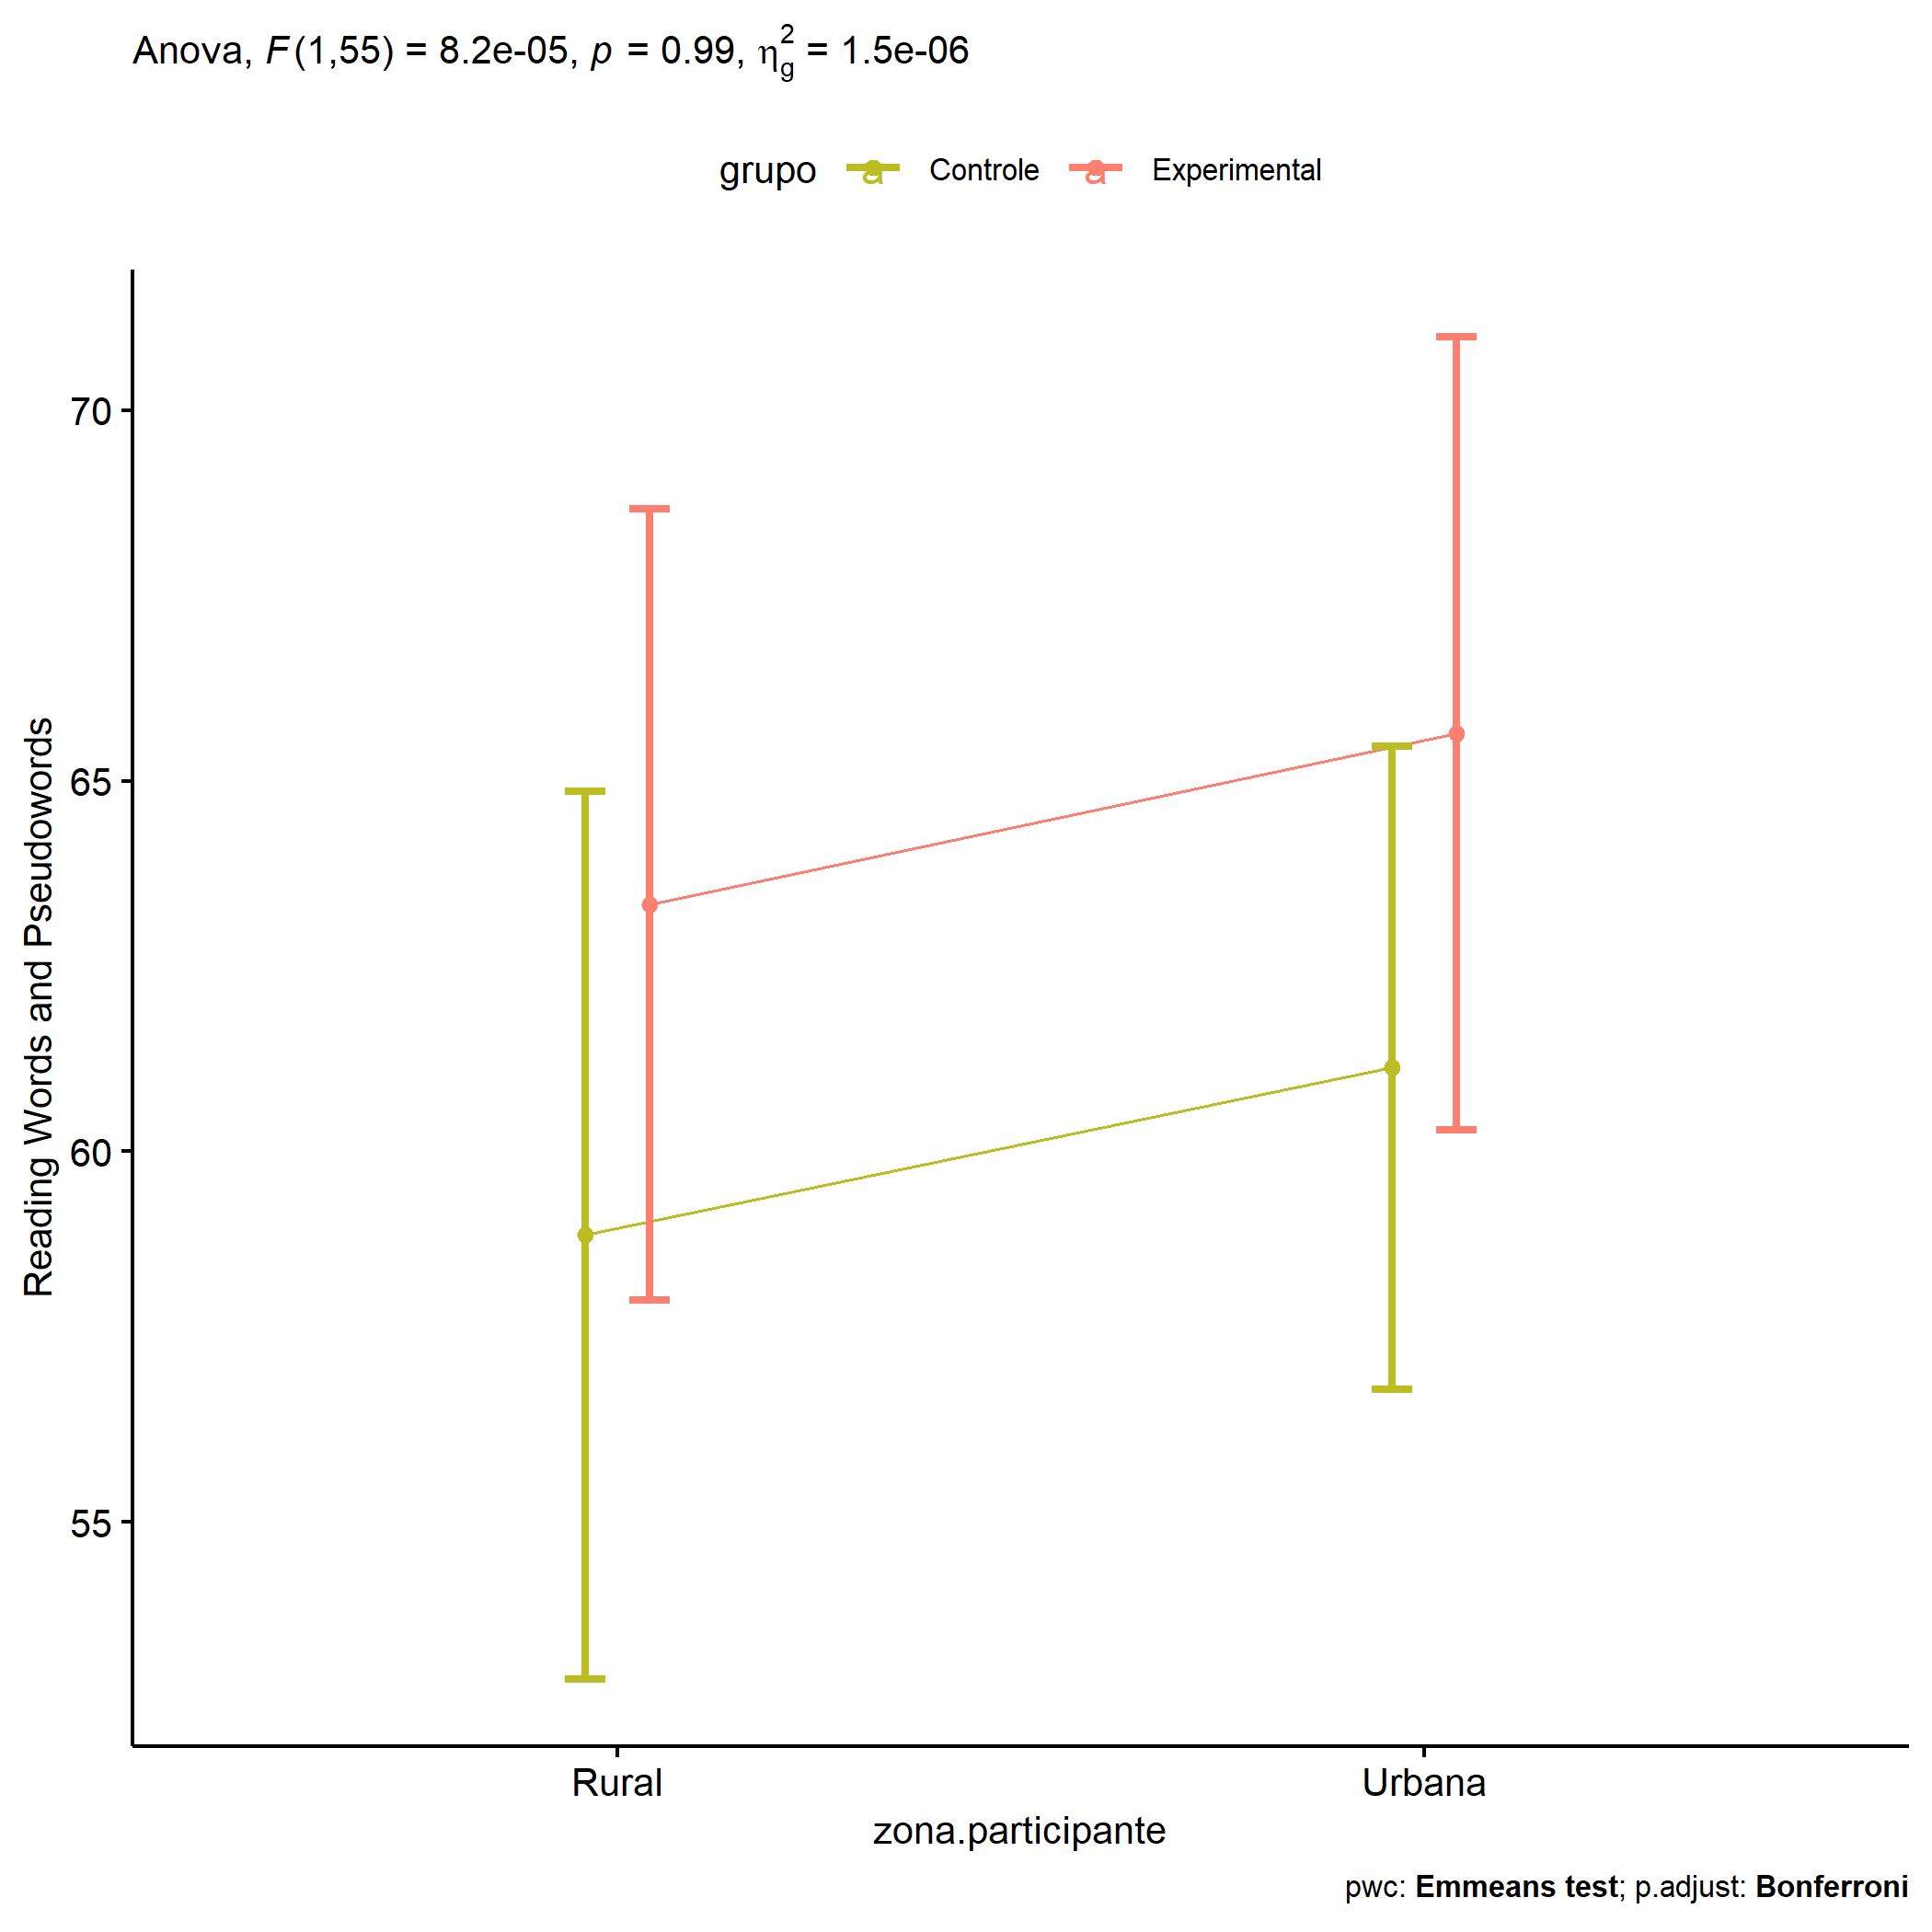 Anova, F(1,55) = 8.2e-05, p = 0.99, η²g = 1.5e-06
grupo a Controle a Experimental
70
65
60
55
Reading Words and Pseudowords
Rural Urbana
zona.participante
pwc: Emmeans test; p.adjust: Bonferroni